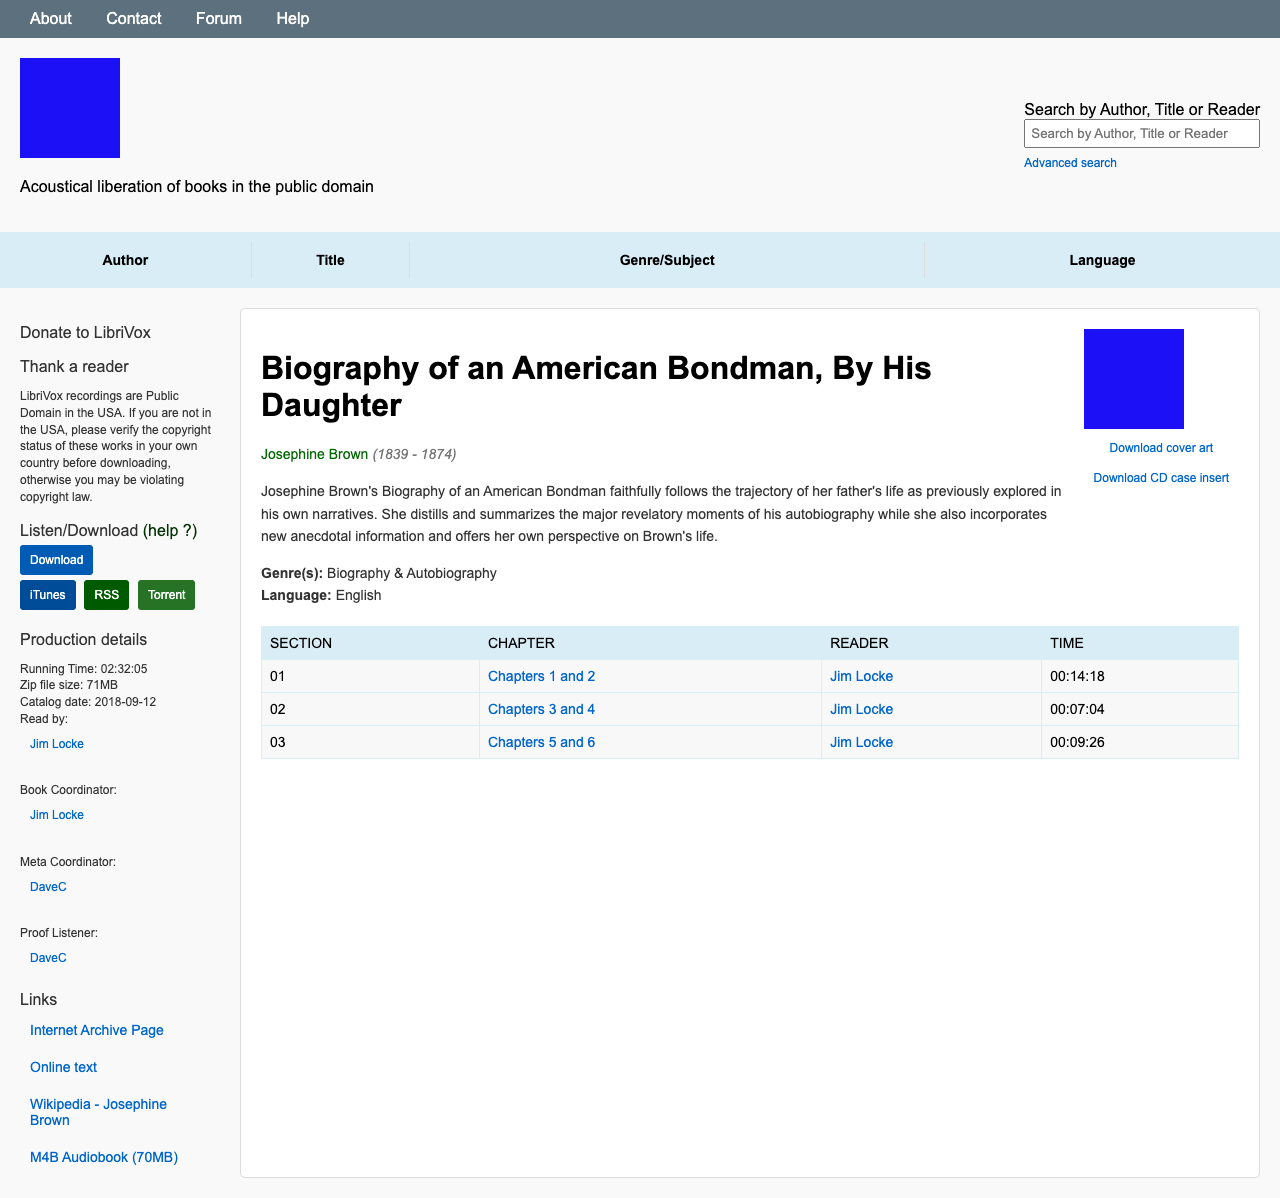 About Contact Forum Help
Acoustical liberation of books in the public domain
Search by Author, Title or Reader
Search by Author, Title or Reader
Advanced search
Author Title Genre/Subject Language
Donate to LibriVox
Thank a reader
LibriVox recordings are Public
Domain in the USA. If you are not in
the USA, please verify the copyright
status of these works in your own
country before downloading,
otherwise you may be violating
copyright law.
Listen/Download (help ?)
Download
iTunes RSS Torrent
Production details
Running Time: 02:32:05
Zip file size: 71MB
Catalog date: 2018-09-12
Read by:
Jim Locke
Book Coordinator:
Jim Locke
Meta Coordinator:
DaveC
Proof Listener:
DaveC
Links
Internet Archive Page
Online text
Wikipedia - Josephine
Brown
M4B Audiobook (70MB)
Biography of an American Bondman, By His
Daughter
Josephine Brown (1839 - 1874)
Josephine Brown's Biography of an American Bondman faithfully follows the trajectory of her father's life as previously explored in
his own narratives. She distills and summarizes the major revelatory moments of his autobiography while she also incorporates
new anecdotal information and offers her own perspective on Brown's life.
Genre(s): Biography & Autobiography
Language: English
Download cover art
Download CD case insert
SECTION CHAPTER READER TIME
01 Chapters 1 and 2 Jim Locke 00:14:18
02 Chapters 3 and 4 Jim Locke 00:07:04
03 Chapters 5 and 6 Jim Locke 00:09:26